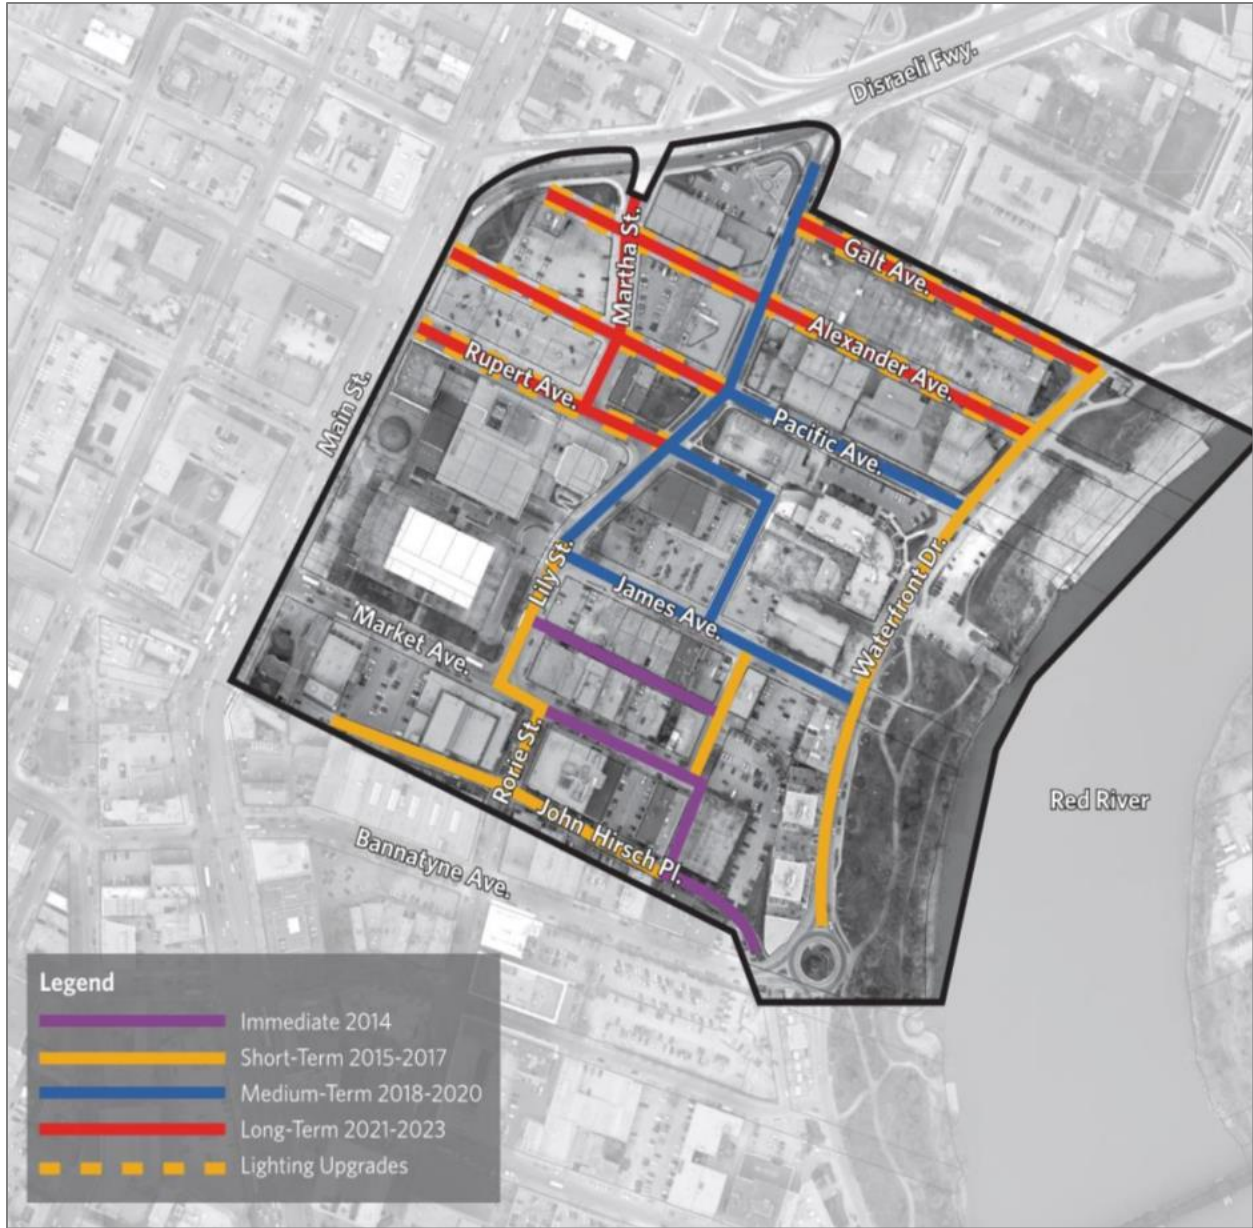 Disraeli Fwy.
Martha St.
Galt Ave.
Alexander Ave.
Rupert Ave.
Main St.
Pacific Ave.
Lily St.
James Ave.
Waterfront Dr.
Market Ave.
Rorie St.
John Hirsch Pl.
Red River
Bannatyne Ave.
Legend
Immediate 2014
Short-Term 2015-2017
Medium-Term 2018-2020
Long-Term 2021-2023
Lighting Upgrades